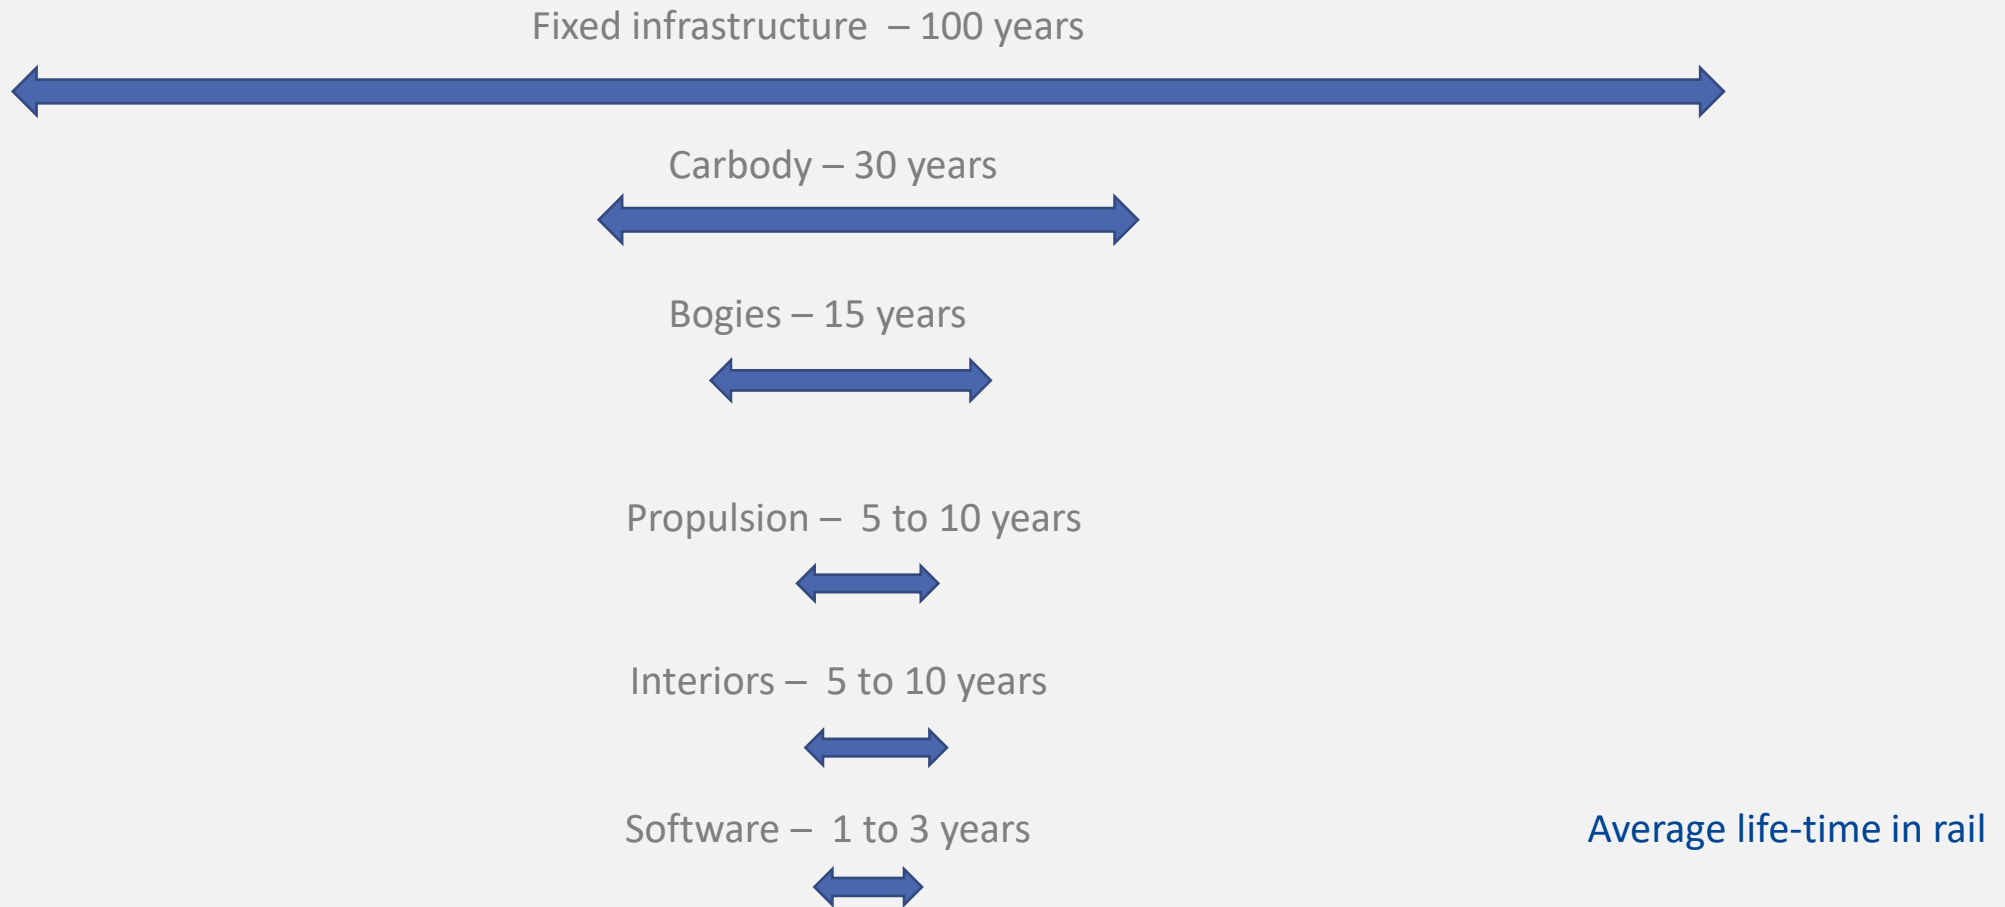 Fixed infrastructure – 100 years
Carbody – 30 years
Bogies – 15 years
Propulsion – 5 to 10 years
Interiors – 5 to 10 years
Software – 1 to 3 years
Average life-time in rail